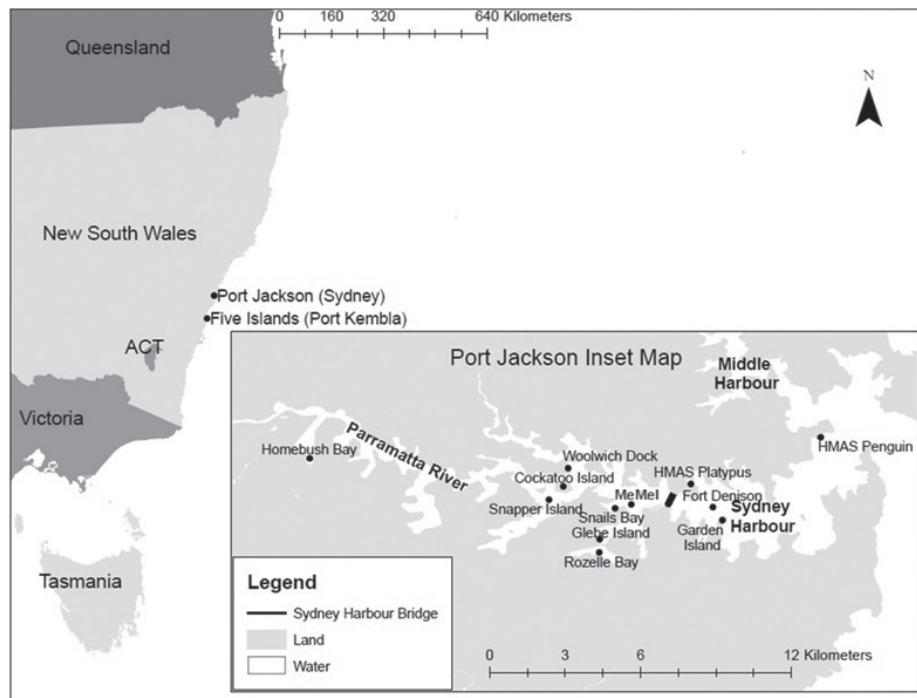 0 160 320 640 Kilometers
Queensland
N
New South Wales
Port Jackson (Sydney)
Five Islands (Port Kembla)
ACT
Victoria
Tasmania
Port Jackson Inset Map
Middle
Harbour
HMAS Penguin
Parramatta River
Homebush Bay
Woolwich Dock
Cockatoo Island
HMAS Platypus
MeMel
Fort Denison
Snapper Island
Snails Bay
Sydney
Harbour
Glebe Island
Garden
Island
Rozelle Bay
Legend
Sydney Harbour Bridge
Land
Water
0 3 6 12 Kilometers